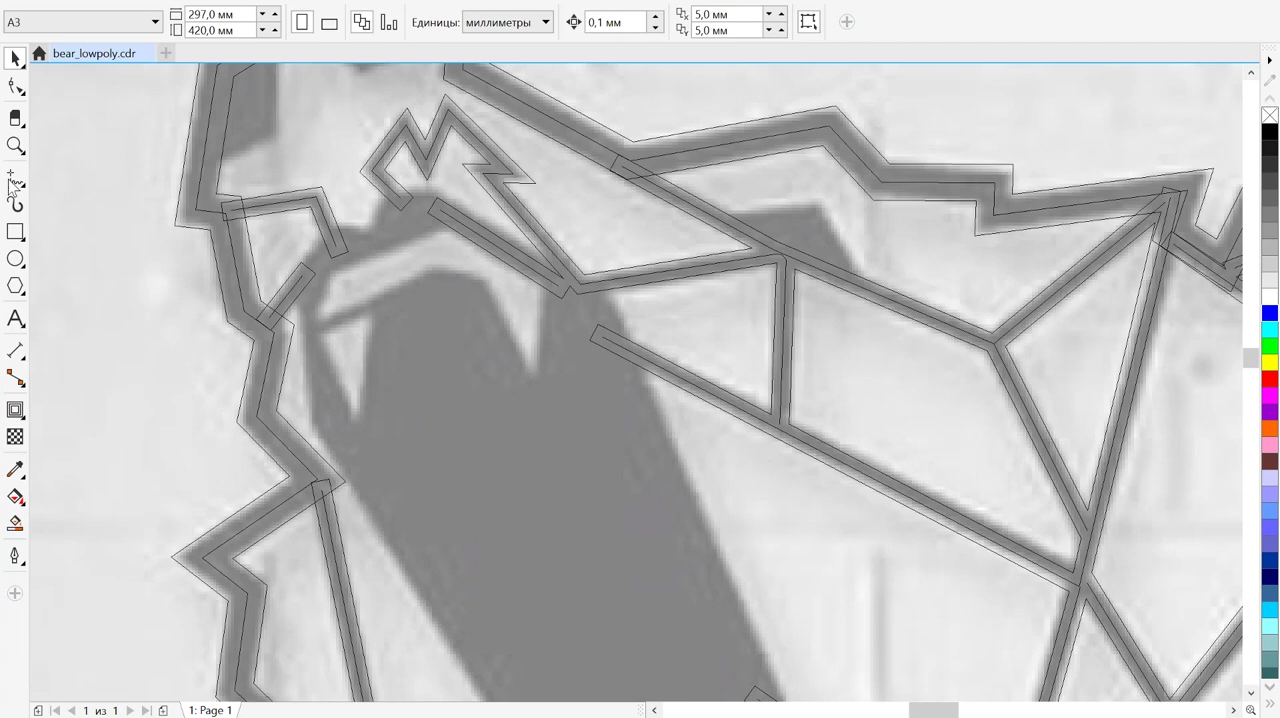 A3
297,0 мм
420,0 мм
Единицы:
миллиметры
0,1 мм
5,0 мм
5,0 мм
bear_lowpoly.cdr
1 из 1
1: Page 1